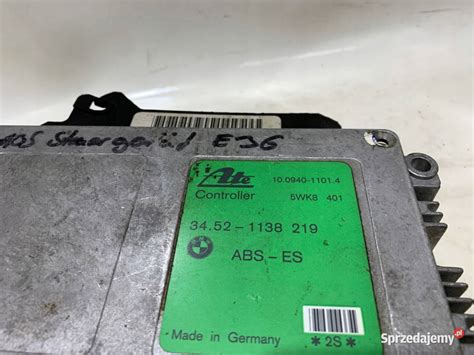 ABS Steuergerät E36
Ate
10.0940-1101.4
Controller
5WK8 401
34.52-1138 219
ABS-ES
Made in Germany
*2S*
Sprzedajemy.pl